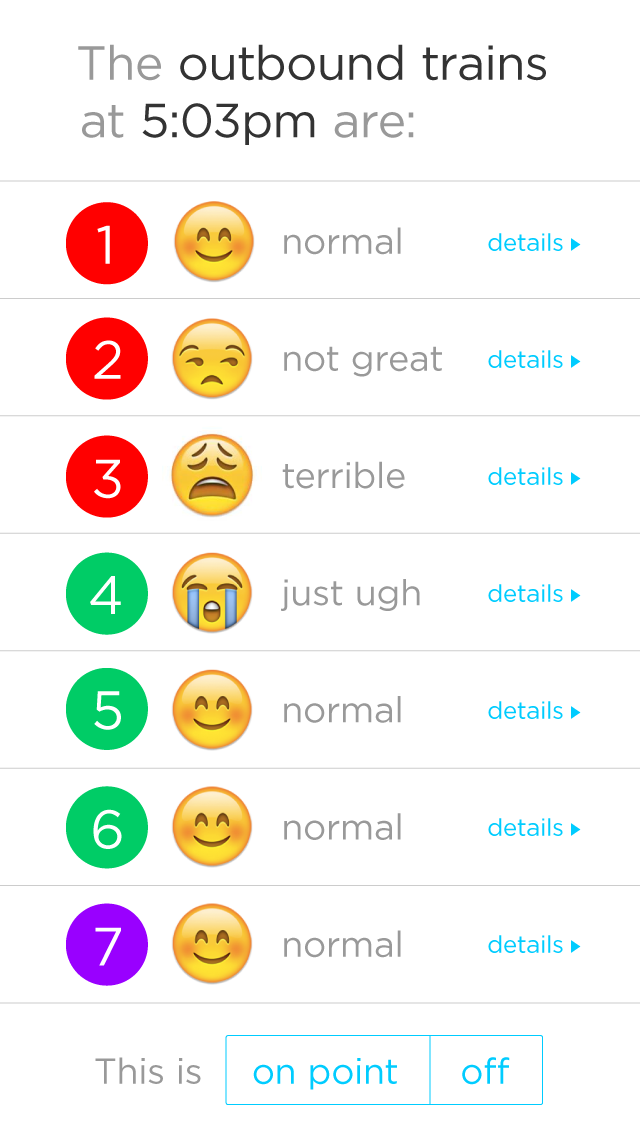 The outbound trains
at 5:03pm are:
1 normal details
2 not great details
3 terrible details
4 just ugh details
5 normal details
6 normal details
7 normal details
This is on point off